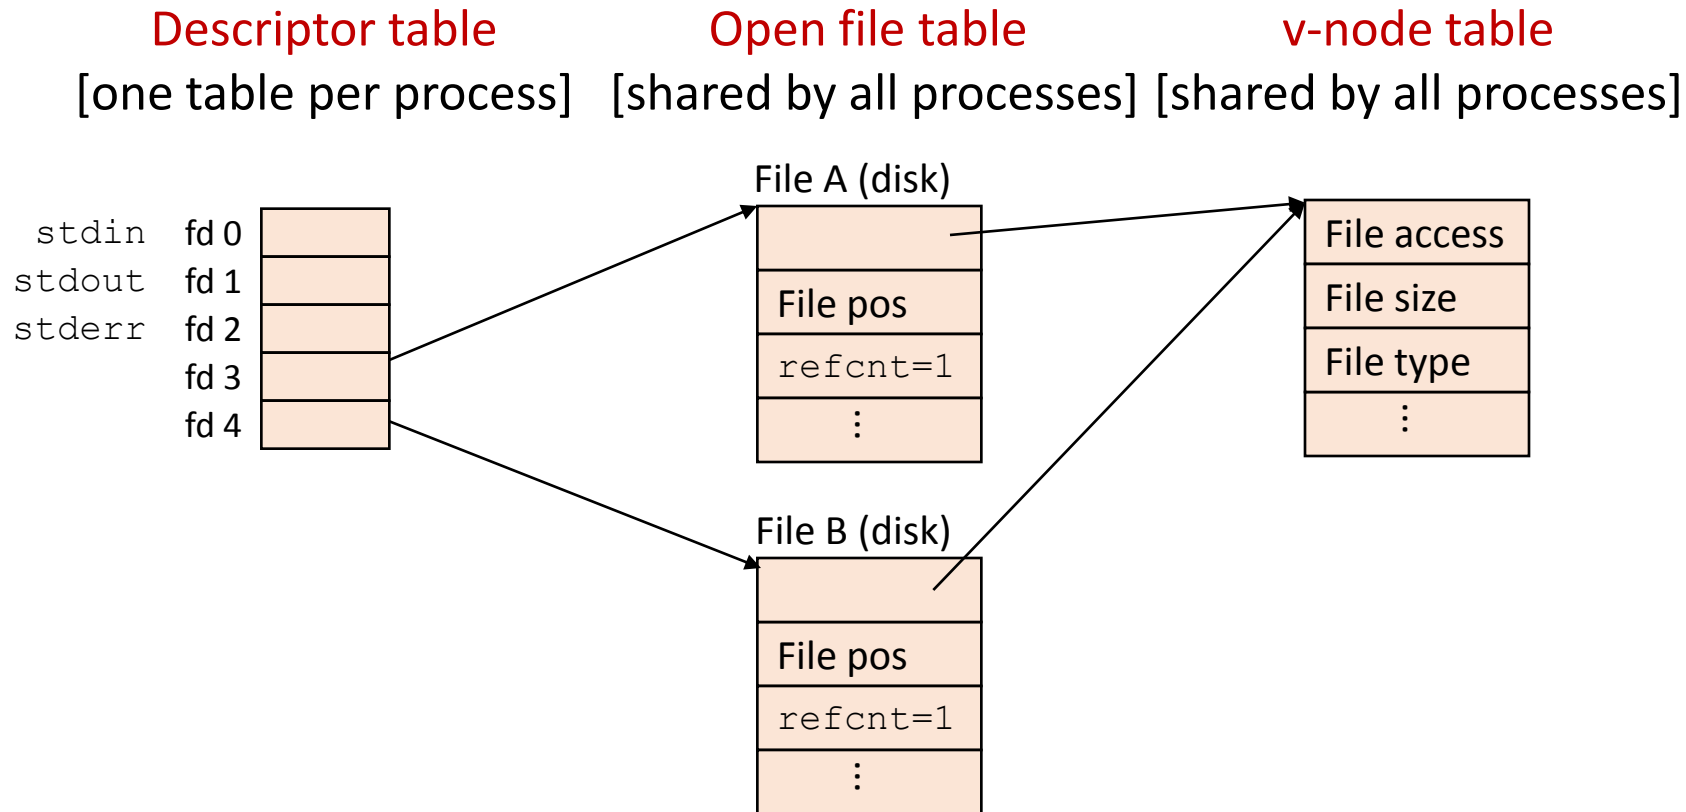 Descriptor table
[one table per process]
Open file table
[shared by all processes]
v-node table
[shared by all processes]
stdin fd 0
stdout fd 1
stderr fd 2
fd 3
fd 4
File A (disk)
File pos
refcnt=1
⋮
File B (disk)
File pos
refcnt=1
⋮
File access
File size
File type
⋮